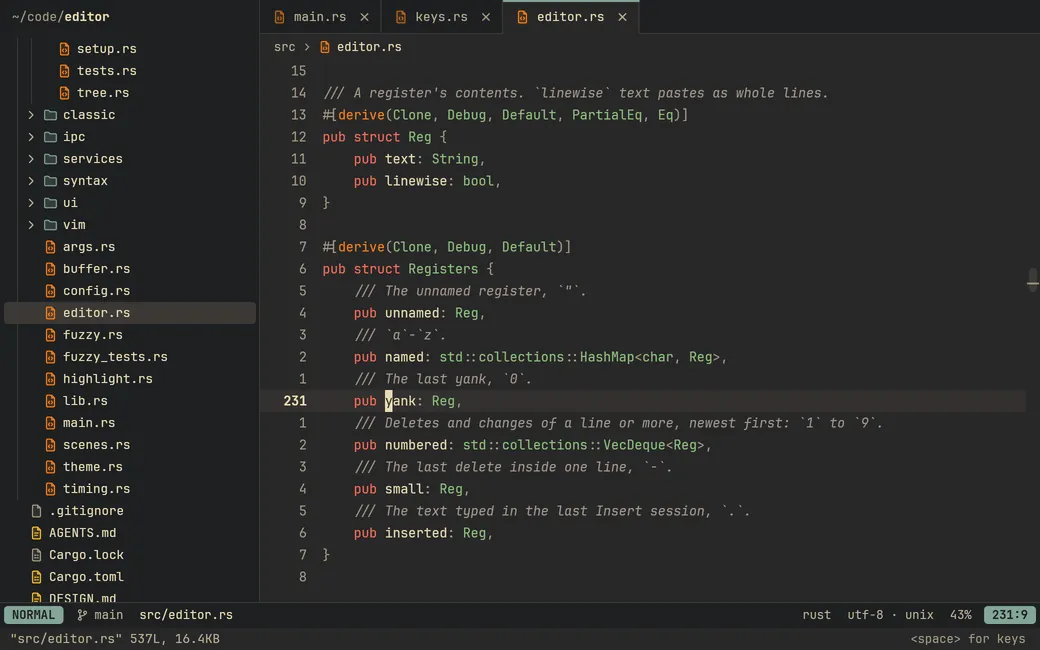 ~/code/editor
setup.rs
tests.rs
tree.rs
classic
ipc
services
syntax
ui
vim
args.rs
buffer.rs
config.rs
editor.rs
fuzzy.rs
fuzzy_tests.rs
highlight.rs
lib.rs
main.rs
scenes.rs
theme.rs
timing.rs
.gitignore
AGENTS.md
Cargo.lock
Cargo.toml
DESIGN.md
main.rs × keys.rs × editor.rs ×
src > editor.rs
15
14 /// A register's contents. `linewise` text pastes as whole lines.
13 #[derive(Clone, Debug, Default, PartialEq, Eq)]
12 pub struct Reg {
11     pub text: String,
10     pub linewise: bool,
9 }
8
7 #[derive(Clone, Debug, Default)]
6 pub struct Registers {
5     /// The unnamed register, `"`.
4     pub unnamed: Reg,
3     /// `a`-`z`.
2     pub named: std::collections::HashMap<char, Reg>,
1     /// The last yank, `0`.
231     pub yank: Reg,
1     /// Deletes and changes of a line or more, newest first: `1` to `9`.
2     pub numbered: std::collections::VecDeque<Reg>,
3     /// The last delete inside one line, `-`.
4     pub small: Reg,
5     /// The text typed in the last Insert session, `.`.
6     pub inserted: Reg,
7 }
8
NORMAL main src/editor.rs rust utf-8 · unix 43% 231:9
"src/editor.rs" 537L, 16.4KB <space> for keys